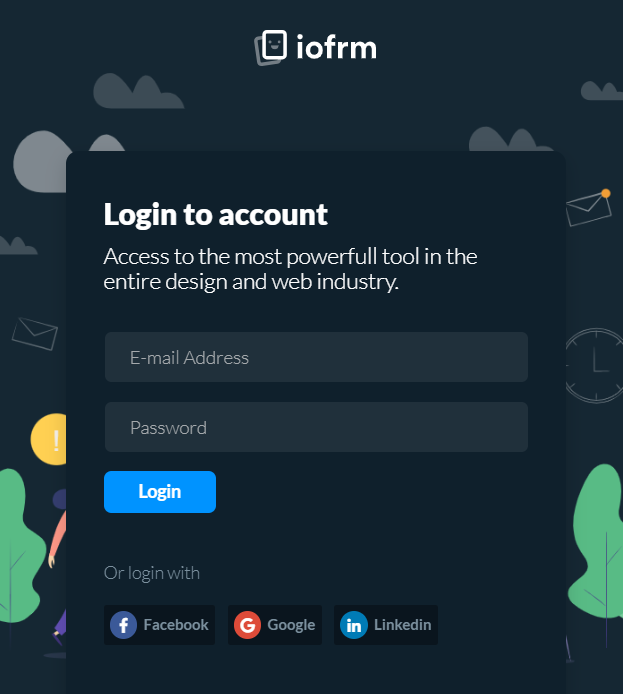 iofrm
Login to account
Access to the most powerfull tool in the
entire design and web industry.
E-mail Address
Password
Login
Or login with
Facebook Google Linkedin